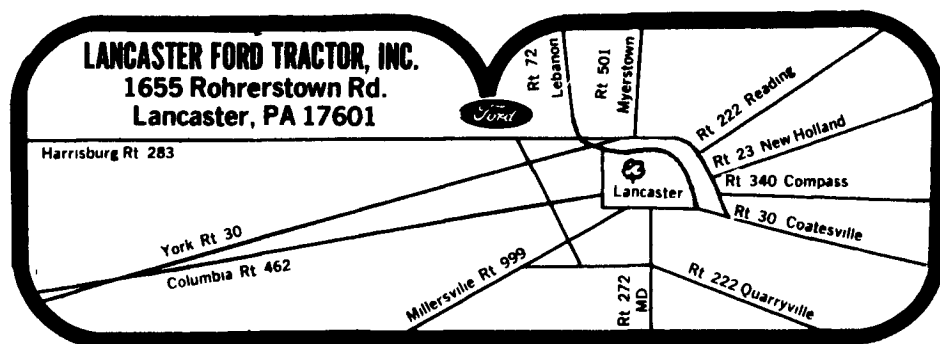 LANCASTER FORD TRACTOR, INC.
1655 Rohrerstown Rd.
Lancaster, PA 17601
Ford
Rt 72
Lebanon
Rt 501
Myerstown
Rt 222 Reading
Rt 23 New Holland
Rt 340 Compass
Rt 30 Coatesville
Harrisburg Rt 283
Lancaster
York Rt 30
Columbia Rt 462
Millersville Rt 999
Rt 272
MD
Rt 222 Quarryville